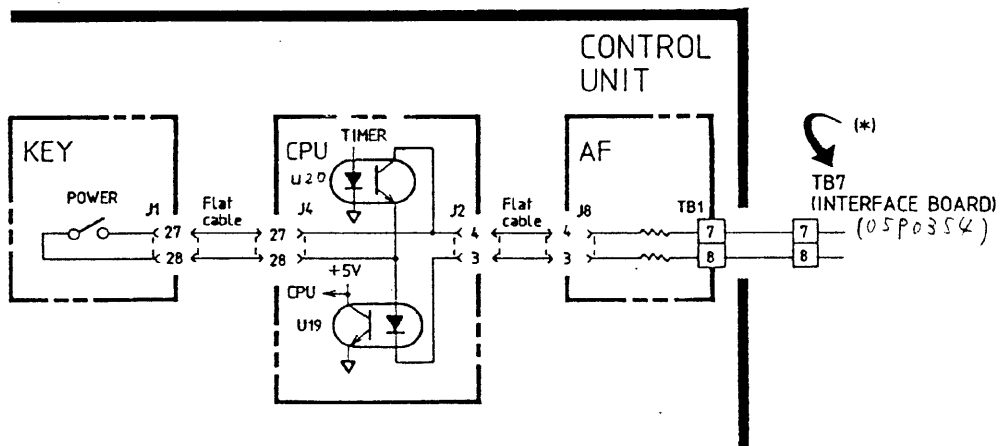 CONTROL
UNIT
(*)
KEY
TIMER
CPU
U20
AF
TB7
(INTERFACE BOARD)
(05P0354)
POWER
J1
Flat
cable
J4
J2
Flat
cable
J8
TB1
27
27
4
4
7
7
28
28
3
3
8
8
+5V
CPU
U19